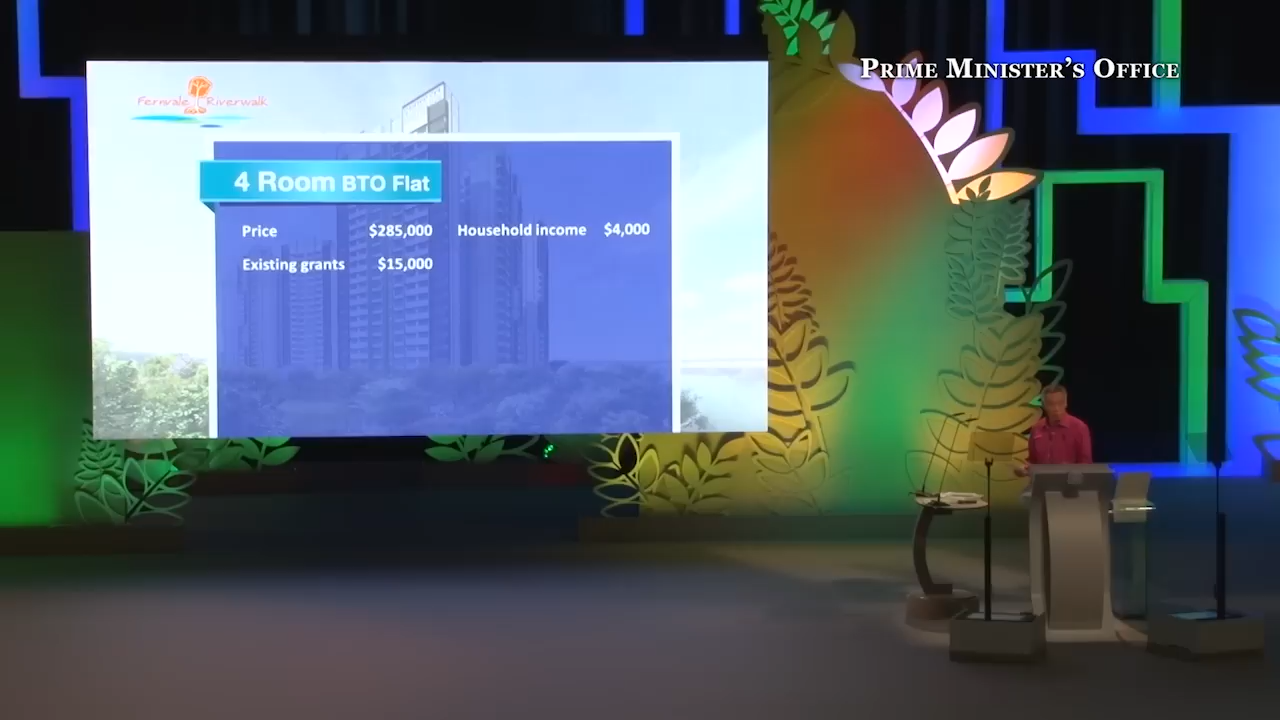 PRIME MINISTER'S OFFICE
Fernvale Riverwalk
4 Room BTO Flat
Price $285,000 Household income $4,000
Existing grants $15,000